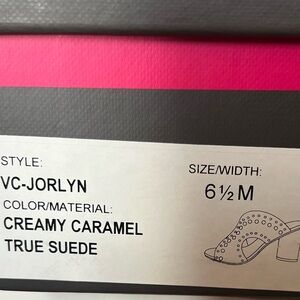 STYLE:
VC-JORLYN
SIZE/WIDTH:
6½ M
COLOR/MATERIAL:
CREAMY CARAMEL
TRUE SUEDE